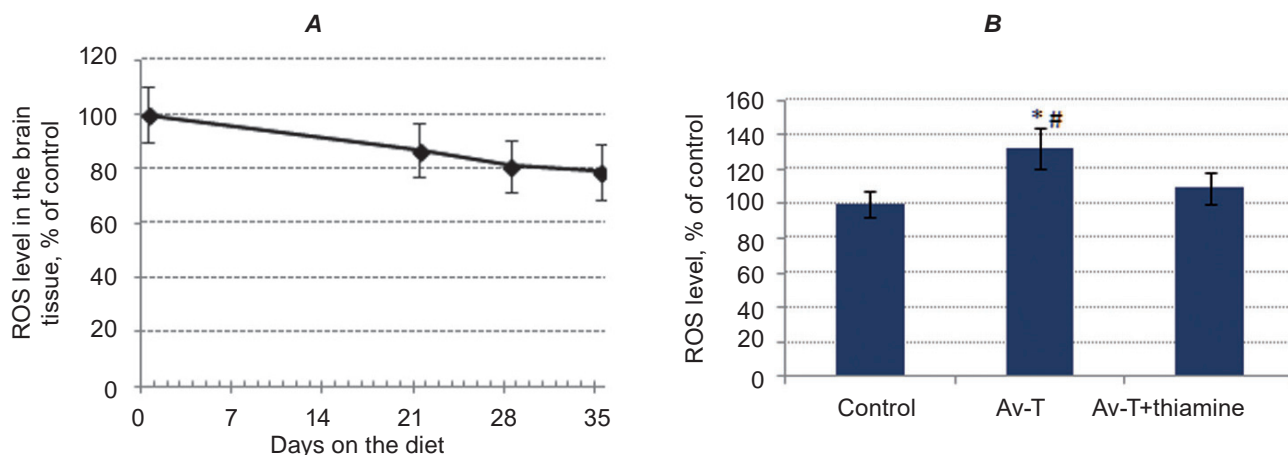 A
ROS level in the brain
tissue, % of control
120
100
80
60
40
20
0
0 7 14 21 28 35
Days on the diet
B
ROS level, % of control
160
140
120
100
80
60
40
20
0
* #
Control Av-T Av-T+thiamine